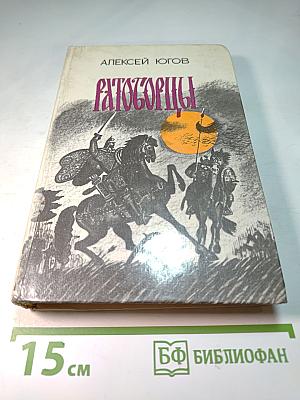 АЛЕКСЕЙ ЮГОВ
РАТОБОРЦЫ
15 см
БФ БИБЛИОФАН